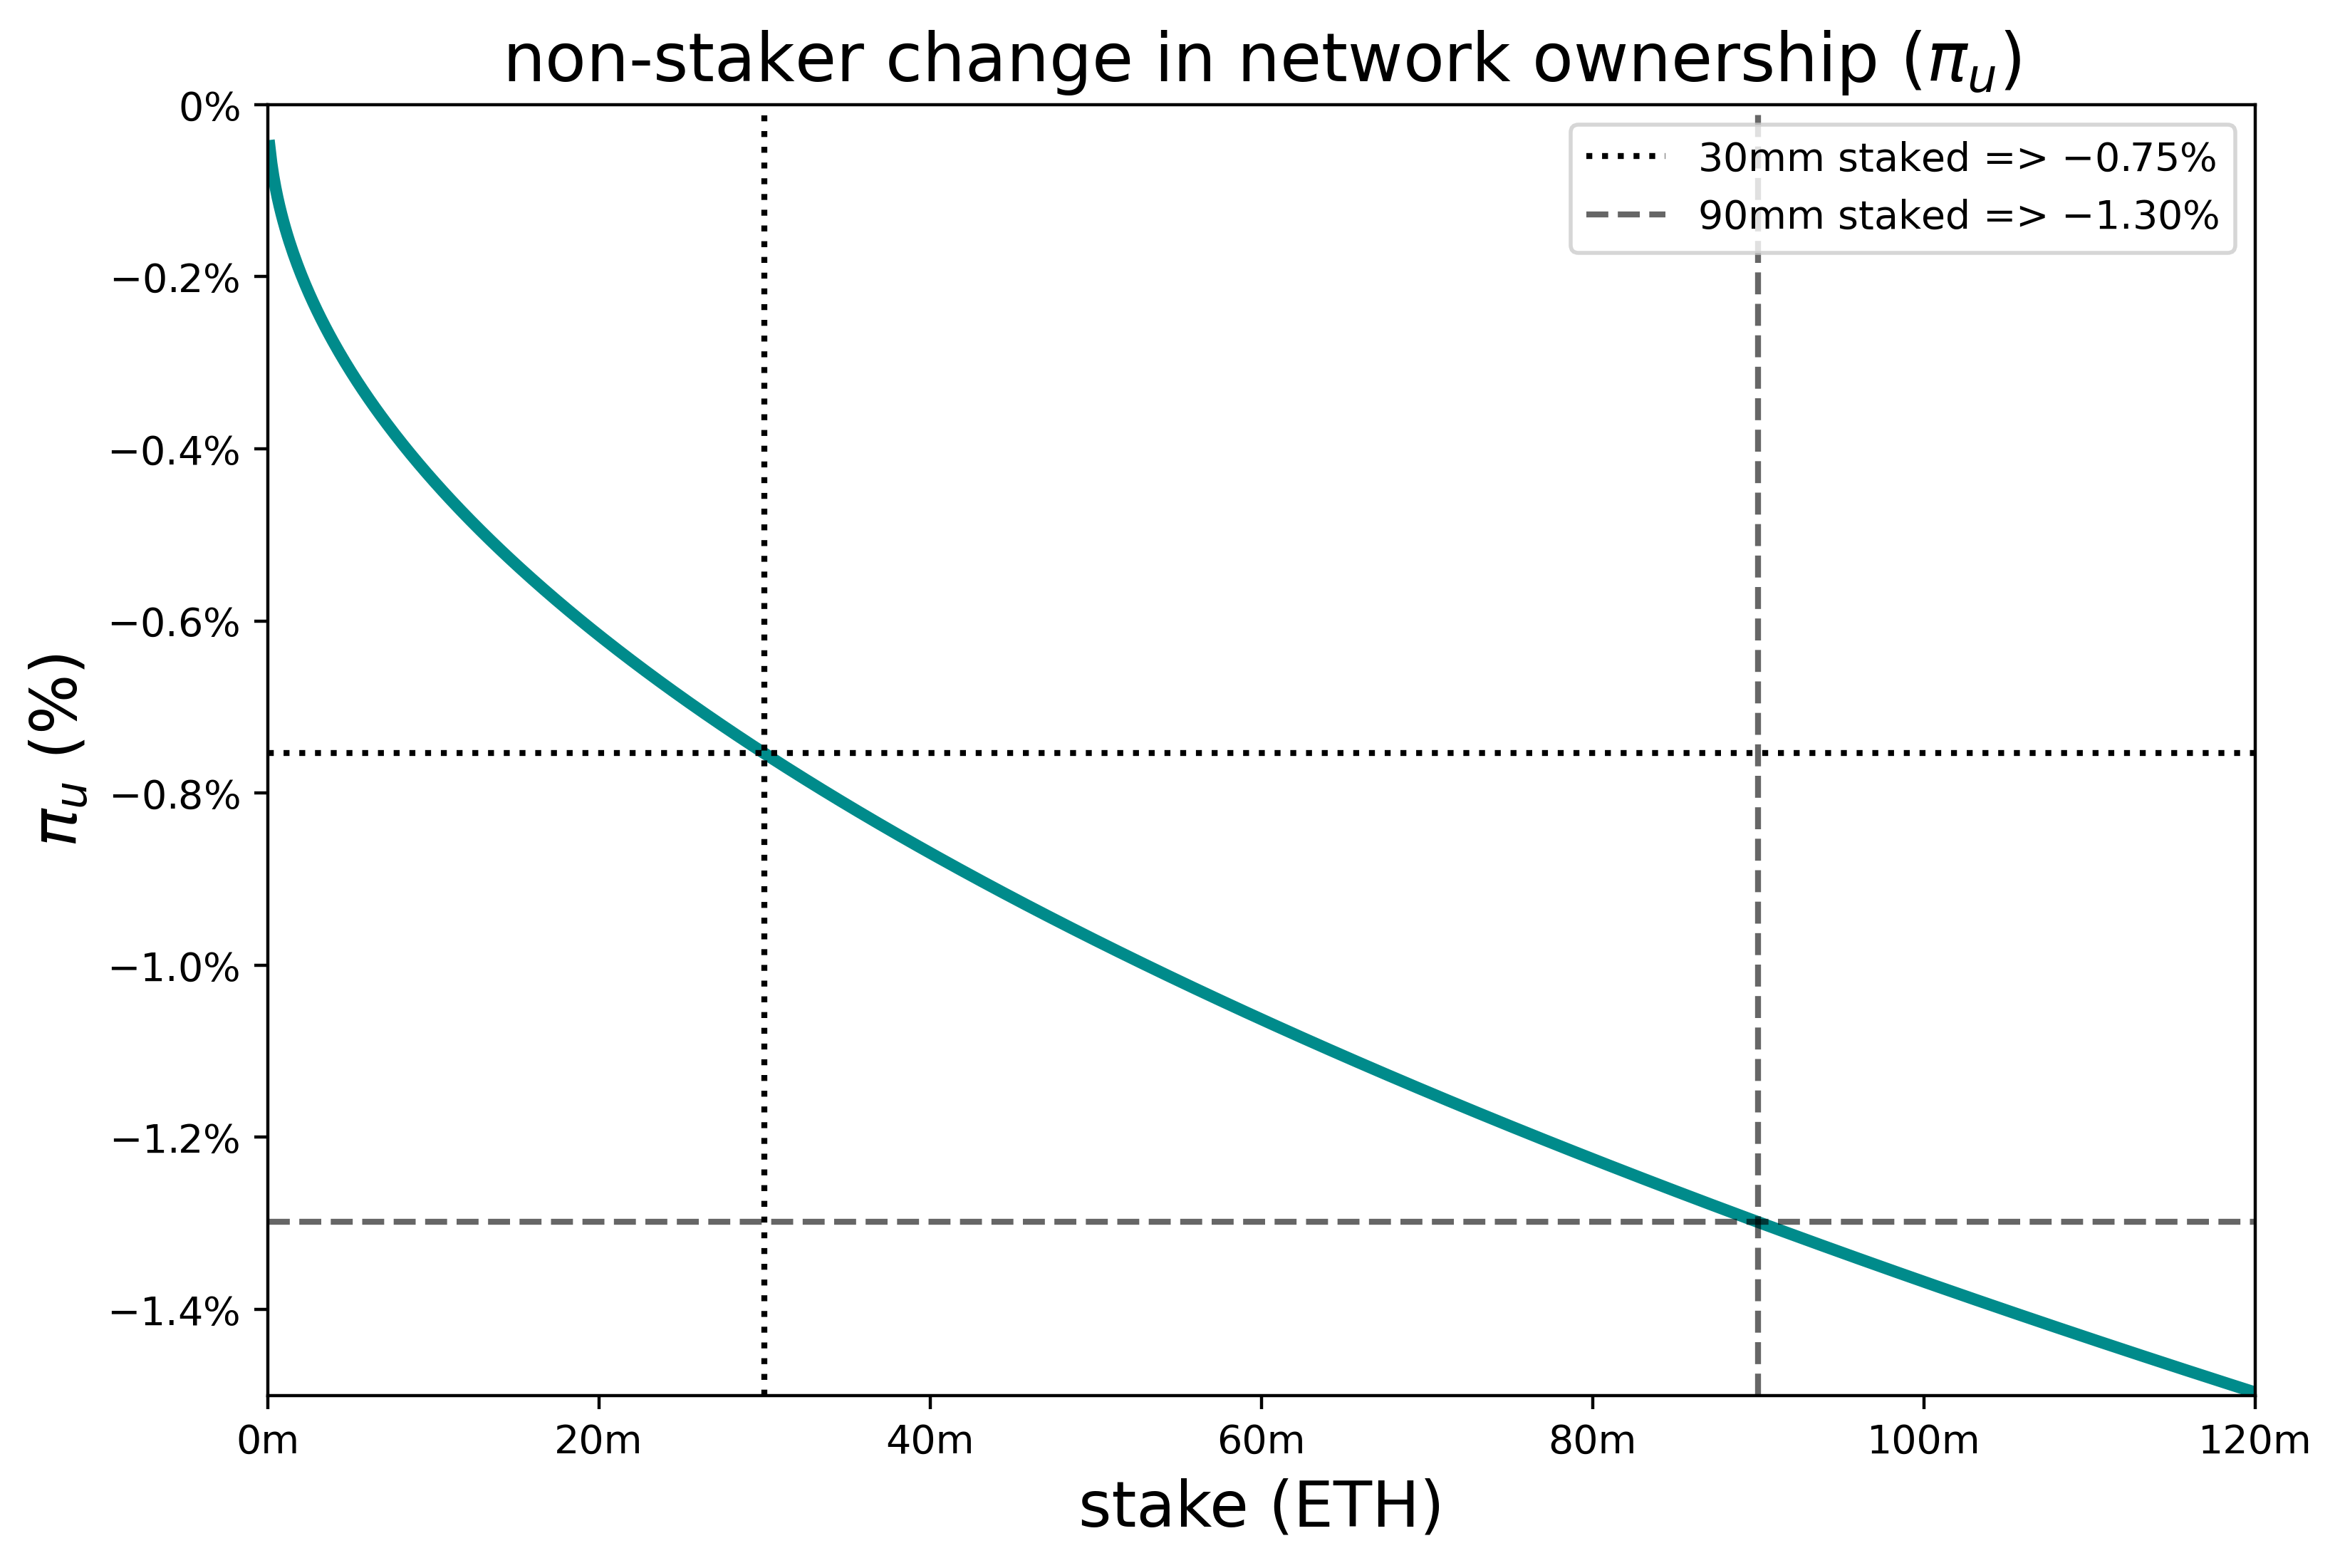 non-staker change in network ownership (πᵤ)
30mm staked => −0.75%
90mm staked => −1.30%
πᵤ (%)
0%
−0.2%
−0.4%
−0.6%
−0.8%
−1.0%
−1.2%
−1.4%
0m 20m 40m 60m 80m 100m 120m
stake (ETH)